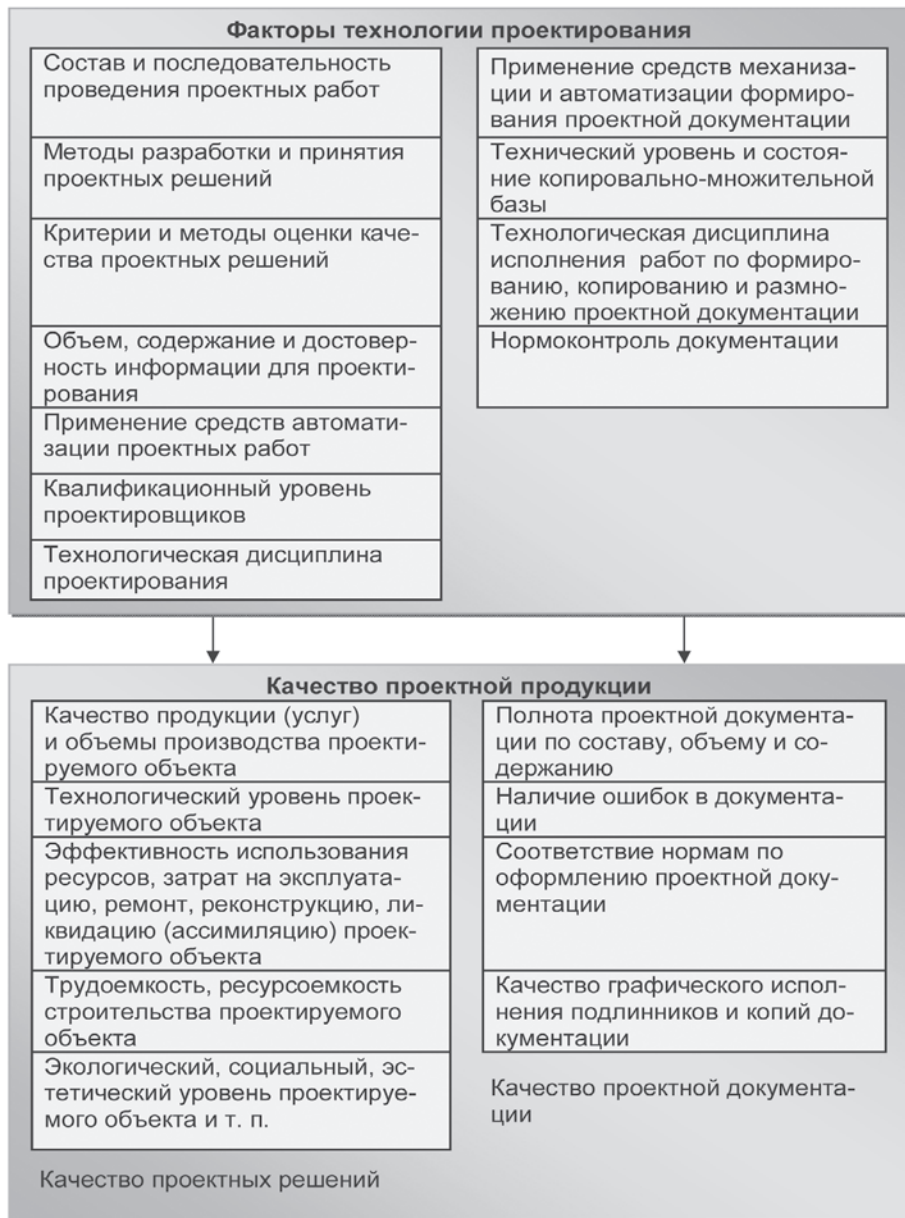 Факторы технологии проектирования
Состав и последовательность
проведения проектных работ
Методы разработки и принятия
проектных решений
Критерии и методы оценки каче-
ства проектных решений
Объем, содержание и достовер-
ность информации для проекти-
рования
Применение средств автомати-
зации проектных работ
Квалификационный уровень
проектировщиков
Технологическая дисциплина
проектирования
Применение средств механиза-
ции и автоматизации формиро-
вания проектной документации
Технический уровень и состоя-
ние копировально-множительной
базы
Технологическая дисциплина
исполнения работ по формиро-
ванию, копированию и размно-
жению проектной документации
Нормоконтроль документации
Качество проектной продукции
Качество продукции (услуг)
и объемы производства проекти-
руемого объекта
Технологический уровень проек-
тируемого объекта
Эффективность использования
ресурсов, затрат на эксплуата-
цию, ремонт, реконструкцию, ли-
квидацию (ассимиляцию) проек-
тируемого объекта
Трудоемкость, ресурсоемкость
строительства проектируемого
объекта
Экологический, социальный, эс-
тетический уровень проектируе-
мого объекта и т. п.
Качество проектных решений
Полнота проектной документа-
ции по составу, объему и со-
держанию
Наличие ошибок в документа-
ции
Соответствие нормам по
оформлению проектной доку-
ментации
Качество графического испол-
нения подлинников и копий до-
кументации
Качество проектной документа-
ции